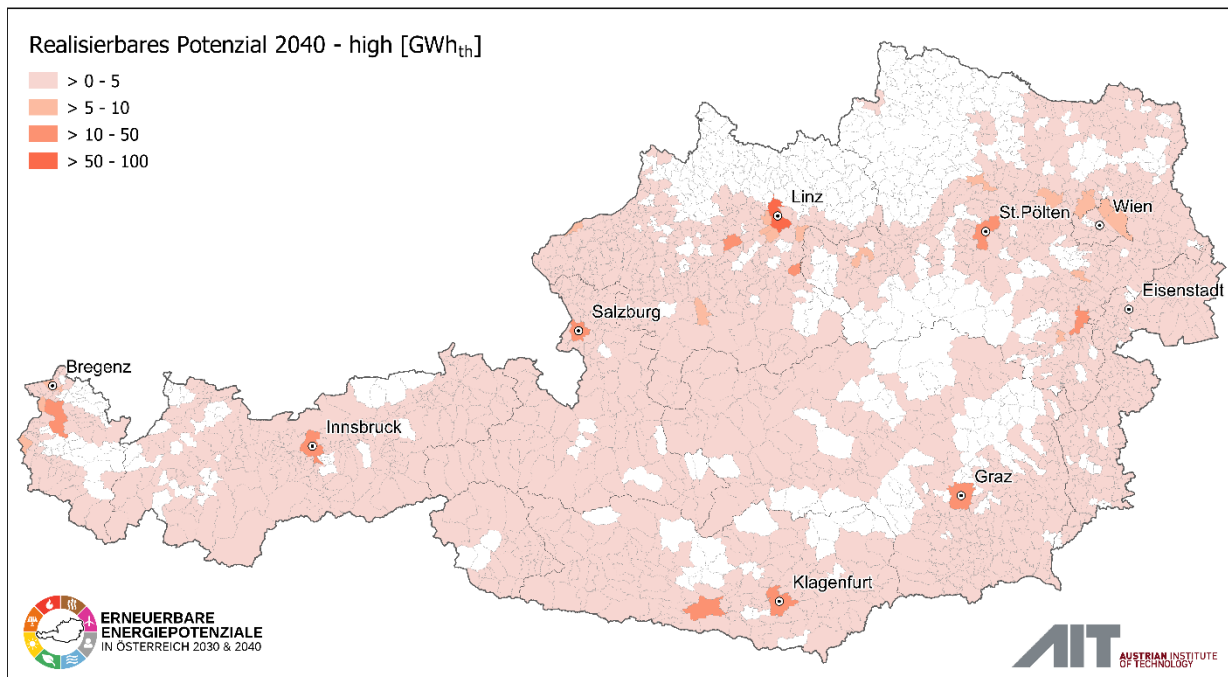 Realisierbares Potenzial 2040 - high [GWhth]
> 0 - 5
> 5 - 10
> 10 - 50
> 50 - 100
Linz
St.Pölten
Wien
Eisenstadt
Salzburg
Bregenz
Innsbruck
Graz
Klagenfurt
ERNEUERBARE
ENERGIEPOTENZIALE
IN ÖSTERREICH 2030 & 2040
AIT AUSTRIAN INSTITUTE
OF TECHNOLOGY